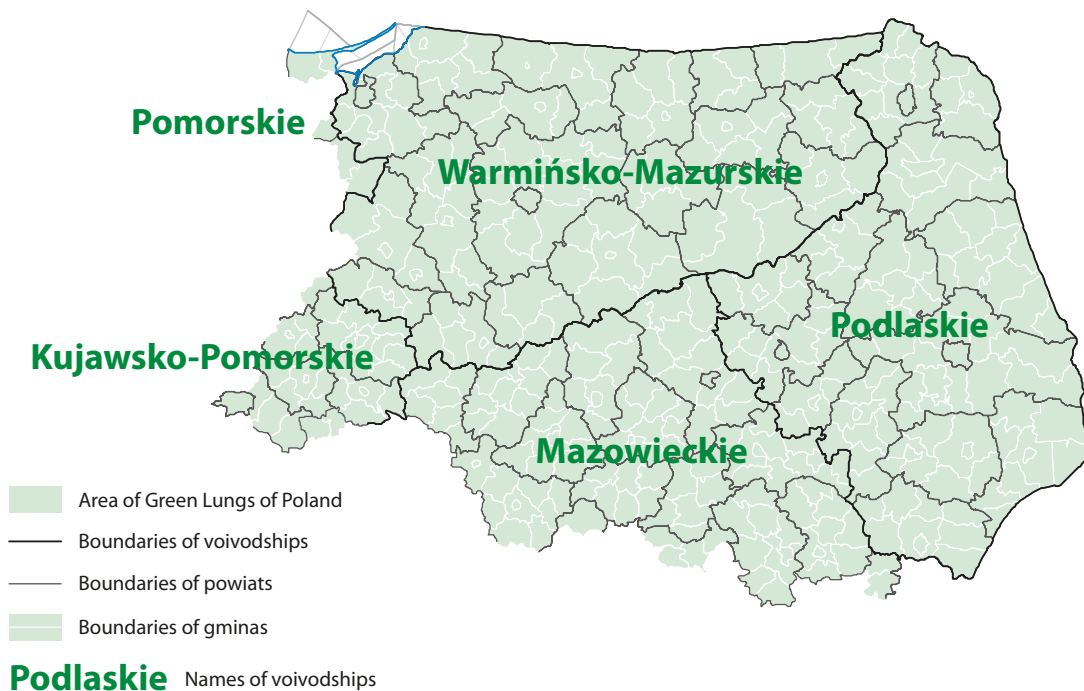 Pomorskie
Warmińsko-Mazurskie
Podlaskie
Kujawsko-Pomorskie
Mazowieckie
Area of Green Lungs of Poland
Boundaries of voivodships
Boundaries of powiats
Boundaries of gminas
Podlaskie Names of voivodships